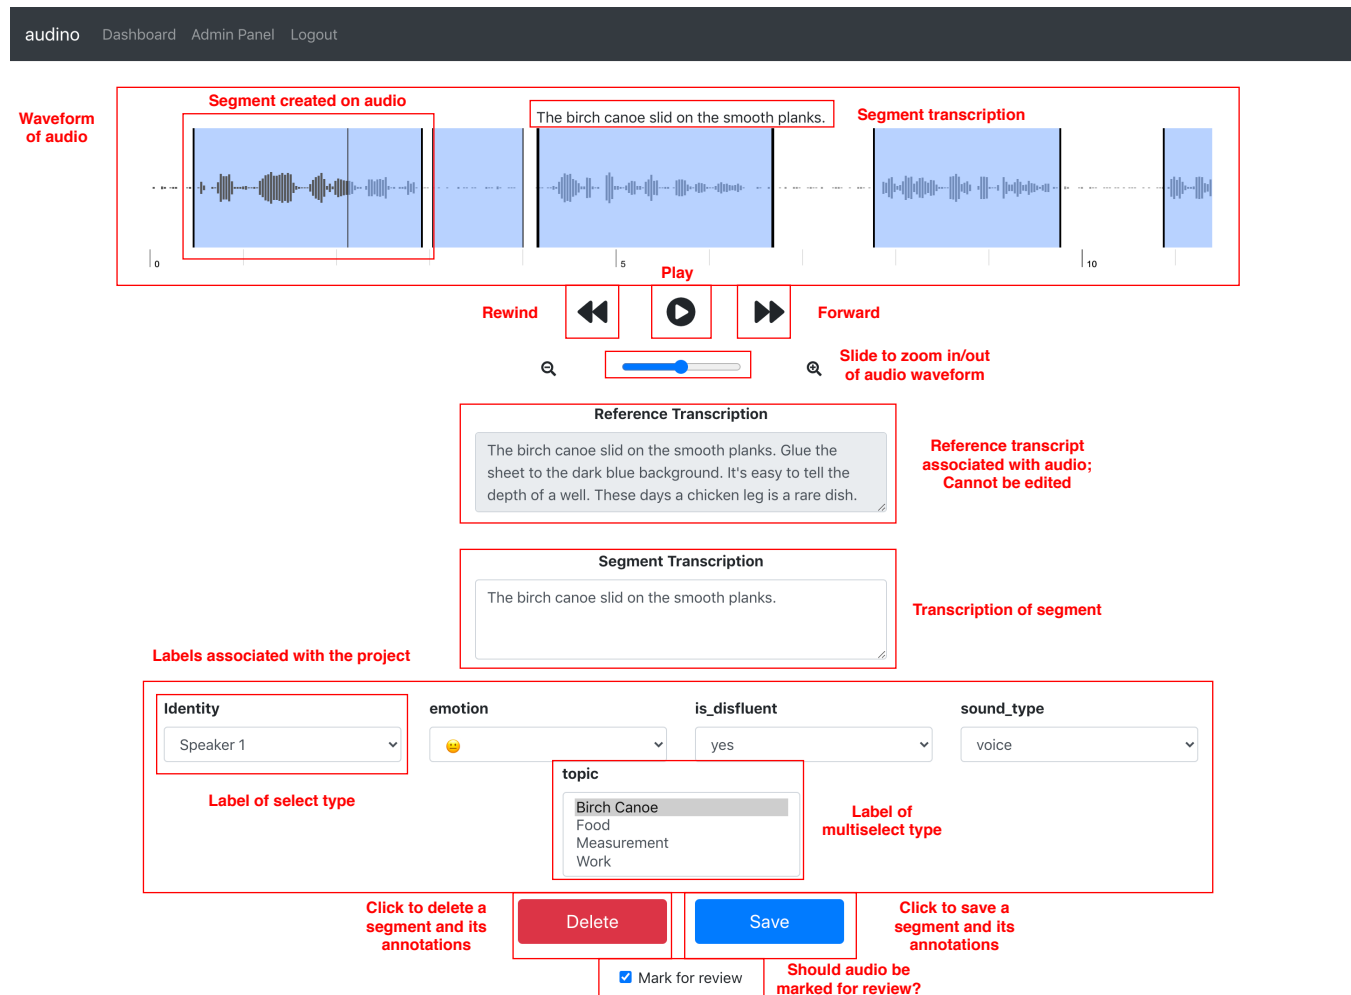 audino Dashboard Admin Panel Logout
Waveform
of audio
Segment created on audio
The birch canoe slid on the smooth planks.
Segment transcription
0
5
10
Play
Rewind
Forward
Slide to zoom in/out
of audio waveform
Reference Transcription
The birch canoe slid on the smooth planks. Glue the
sheet to the dark blue background. It's easy to tell the
depth of a well. These days a chicken leg is a rare dish.
Reference transcript
associated with audio;
Cannot be edited
Segment Transcription
The birch canoe slid on the smooth planks.
Transcription of segment
Labels associated with the project
Identity
Speaker 1
emotion
😐
is_disfluent
yes
sound_type
voice
Label of select type
topic
Birch Canoe
Food
Measurement
Work
Label of
multiselect type
Click to delete a
segment and its
annotations
Delete
Save
Click to save a
segment and its
annotations
Mark for review
Should audio be
marked for review?